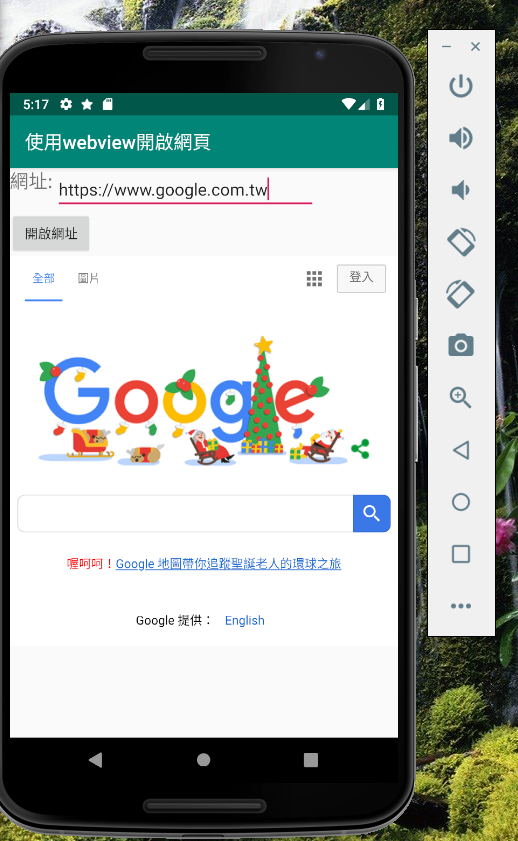 5:17
使用webview開啟網頁
網址: https://www.google.com.tw
開啟網址
全部 圖片 登入
Google
喔呵呵！Google 地圖帶你追蹤聖誕老人的環球之旅
Google 提供： English